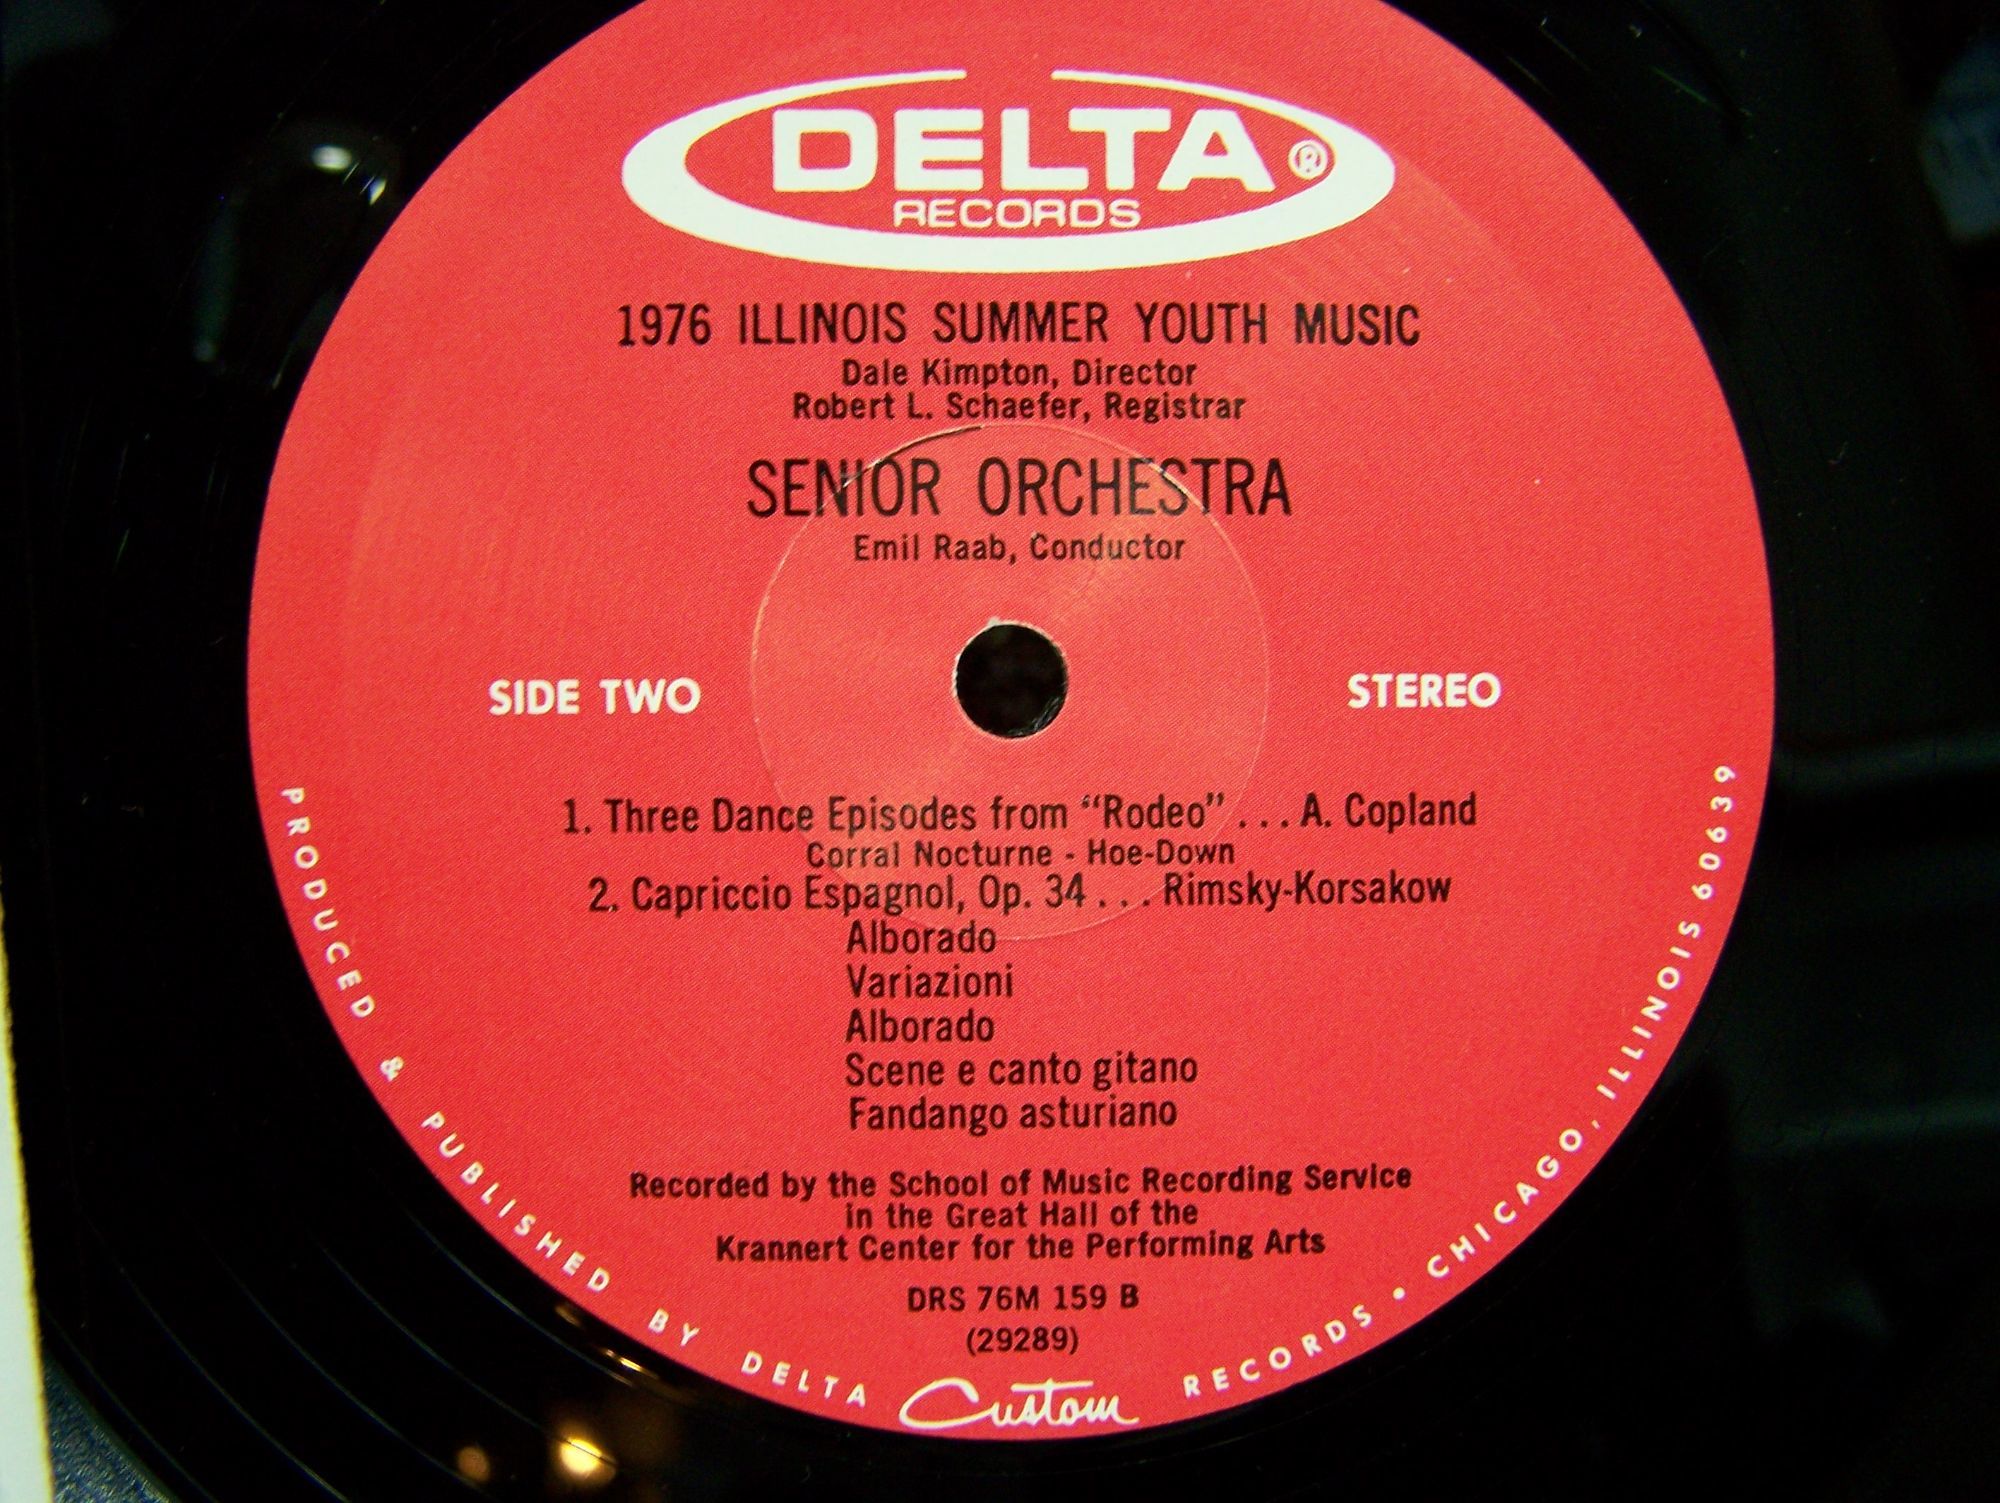 DELTA®
RECORDS
1976 ILLINOIS SUMMER YOUTH MUSIC
Dale Kimpton, Director
Robert L. Schaefer, Registrar
SENIOR ORCHESTRA
Emil Raab, Conductor
SIDE TWO
STEREO
1. Three Dance Episodes from “Rodeo” . . . A. Copland
Corral Nocturne - Hoe-Down
2. Capriccio Espagnol, Op. 34 . . . Rimsky-Korsakow
Alborado
Variazioni
Alborado
Scene e canto gitano
Fandango asturiano
Recorded by the School of Music Recording Service
in the Great Hall of the
Krannert Center for the Performing Arts
DRS 76M 159 B
(29289)
PRODUCED & PUBLISHED BY DELTA Custom RECORDS • CHICAGO, ILLINOIS 60639